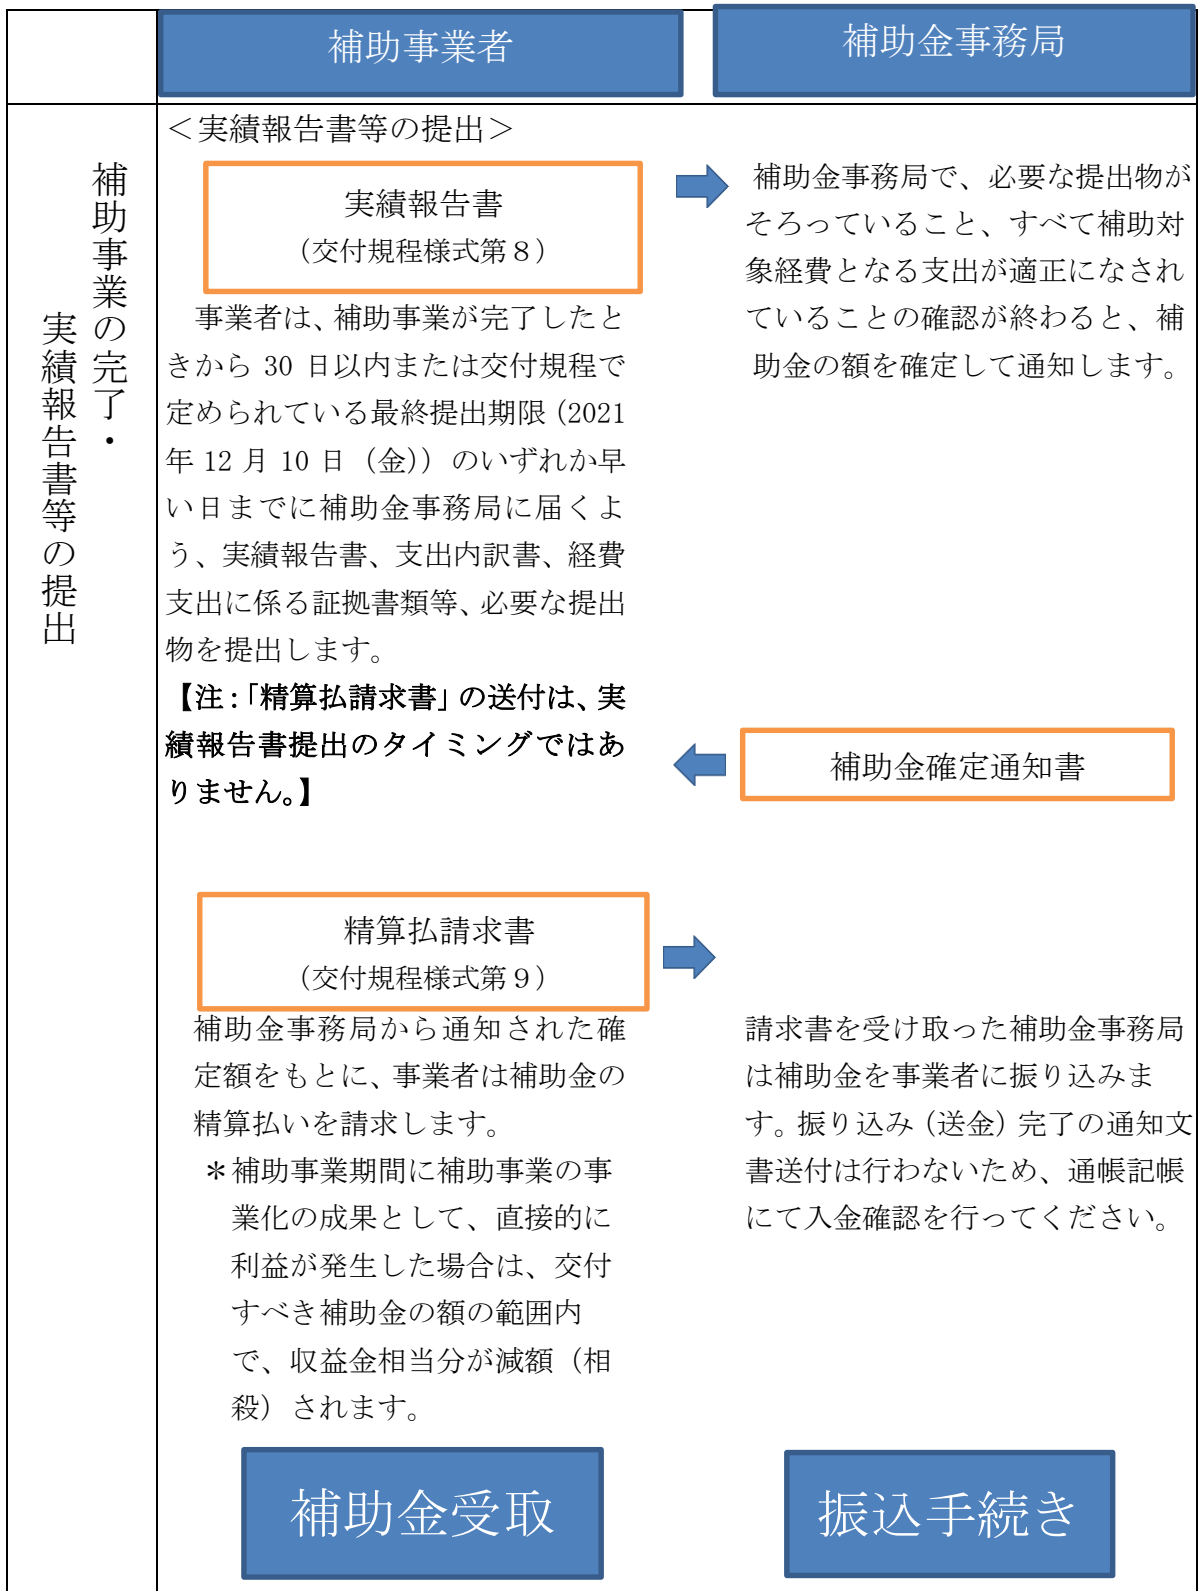 補助事業者
補助金事務局
補助事業の完了・
実績報告書等の提出
＜実績報告書等の提出＞
実績報告書
（交付規程様式第８）
事業者は、補助事業が完了したと
きから 30 日以内または交付規程で
定められている最終提出期限（2021
年 12 月 10 日（金））のいずれか早
い日までに補助金事務局に届くよ
う、実績報告書、支出内訳書、経費
支出に係る証拠書類等、必要な提出
物を提出します。
【注：「精算払請求書」の送付は、実
績報告書提出のタイミングではあ
りません。】
補助金事務局で、必要な提出物が
そろっていること、すべて補助対
象経費となる支出が適正になされ
ていることの確認が終わると、補
助金の額を確定して通知します。
補助金確定通知書
精算払請求書
（交付規程様式第９）
補助金事務局から通知された確
定額をもとに、事業者は補助金の
精算払いを請求します。
＊補助事業期間に補助事業の事
業化の成果として、直接的に
利益が発生した場合は、交付
すべき補助金の額の範囲内
で、収益金相当分が減額（相
殺）されます。
請求書を受け取った補助金事務局
は補助金を事業者に振り込みま
す。振り込み（送金）完了の通知文
書送付は行わないため、通帳記帳
にて入金確認を行ってください。
補助金受取
振込手続き